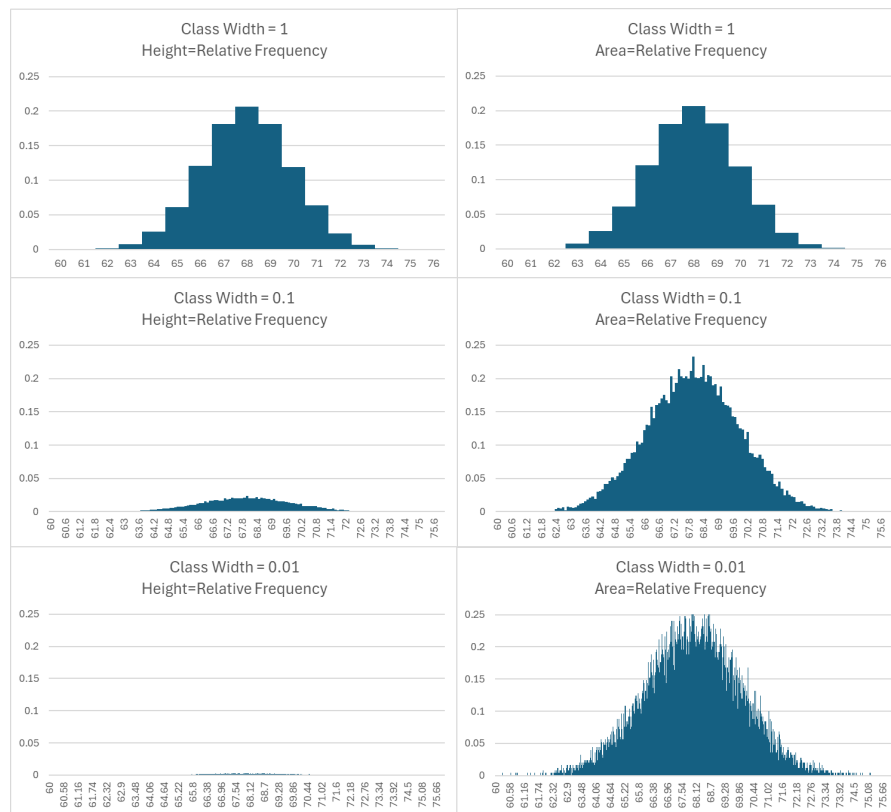 Class Width = 1
Height=Relative Frequency
0.25
0.2
0.15
0.1
0.05
0
60 61 62 63 64 65 66 67 68 69 70 71 72 73 74 75 76
Class Width = 1
Area=Relative Frequency
0.25
0.2
0.15
0.1
0.05
0
60 61 62 63 64 65 66 67 68 69 70 71 72 73 74 75 76
Class Width = 0.1
Height=Relative Frequency
0.25
0.2
0.15
0.1
0.05
0
60 60.6 61.2 61.8 62.4 63 63.6 64.2 64.8 65.4 66 66.6 67.2 67.8 68.4 69 69.6 70.2 70.8 71.4 72 72.6 73.2 73.8 74.4 75 75.6
Class Width = 0.1
Area=Relative Frequency
0.25
0.2
0.15
0.1
0.05
0
60 60.6 61.2 61.8 62.4 63 63.6 64.2 64.8 65.4 66 66.6 67.2 67.8 68.4 69 69.6 70.2 70.8 71.4 72 72.6 73.2 73.8 74.4 75 75.6
Class Width = 0.01
Height=Relative Frequency
0.25
0.2
0.15
0.1
0.05
0
60 60.58 61.16 61.74 62.32 62.9 63.48 64.06 64.64 65.22 65.8 66.38 66.96 67.54 68.12 68.7 69.28 69.86 70.44 71.02 71.6 72.18 72.76 73.34 73.92 74.5 75.08 75.66
Class Width = 0.01
Area=Relative Frequency
0.25
0.2
0.15
0.1
0.05
0
60 60.58 61.16 61.74 62.32 62.9 63.48 64.06 64.64 65.22 65.8 66.38 66.96 67.54 68.12 68.7 69.28 69.86 70.44 71.02 71.6 72.18 72.76 73.34 73.92 74.5 75.08 75.66